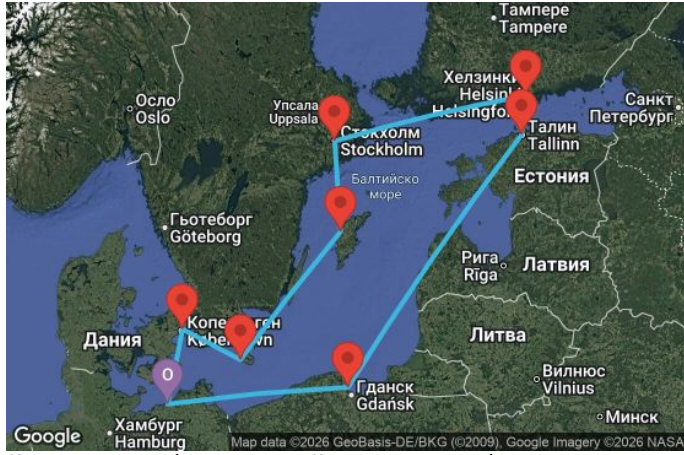 Тампере
Tampere
Осло
Oslo
Хелзинки
Helsinki
Helsingfors
Санкт
Петербург
Упсала
Uppsala
Стокхолм
Stockholm
Талин
Tallinn
Балтийско
море
Естония
Гьотеборг
Göteborg
Рига
Rīga
Латвия
Дания
Копенхаген
København
Литва
O
Гданск
Gdańsk
Вилнюс
Vilnius
Хамбург
Hamburg
Минск
Google
Map data ©2026 GeoBasis-DE/BKG (©2009), Google Imagery ©2026 NASA